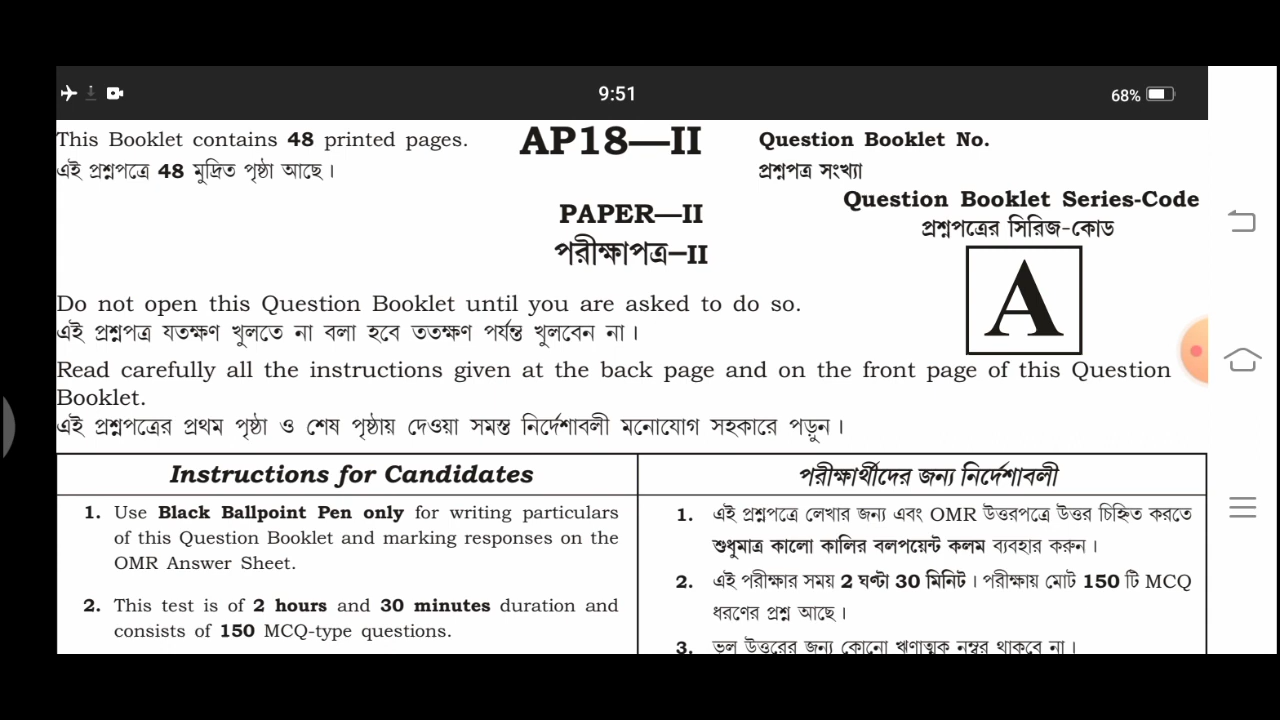 9:51
68%
This Booklet contains 48 printed pages.
এই প্রশ্নপত্রে 48 মুদ্রিত পৃষ্ঠা আছে।
AP18—II
Question Booklet No.
প্রশ্নপত্র সংখ্যা
PAPER—II
পরীক্ষাপত্র—II
Question Booklet Series-Code
প্রশ্নপত্রের সিরিজ-কোড
A
Do not open this Question Booklet until you are asked to do so.
এই প্রশ্নপত্র যতক্ষণ খুলতে না বলা হবে ততক্ষণ পর্যন্ত খুলবেন না।
Read carefully all the instructions given at the back page and on the front page of this Question
Booklet.
এই প্রশ্নপত্রের প্রথম পৃষ্ঠা ও শেষ পৃষ্ঠায় দেওয়া সমস্ত নির্দেশাবলী মনোযোগ সহকারে পড়ুন।
Instructions for Candidates
1. Use Black Ballpoint Pen only for writing particulars
of this Question Booklet and marking responses on the
OMR Answer Sheet.
2. This test is of 2 hours and 30 minutes duration and
consists of 150 MCQ-type questions.
পরীক্ষার্থীদের জন্য নির্দেশাবলী
1. এই প্রশ্নপত্রে লেখার জন্য এবং OMR উত্তরপত্রে উত্তর চিহ্নিত করতে
শুধুমাত্র কালো কালির বলপয়েন্ট কলম ব্যবহার করুন।
2. এই পরীক্ষার সময় 2 ঘণ্টা 30 মিনিট। পরীক্ষায় মোট 150 টি MCQ
ধরণের প্রশ্ন আছে।
3. ভুল উত্তরের জন্য কোনো ঋণাত্মক নম্বর থাকবে না।